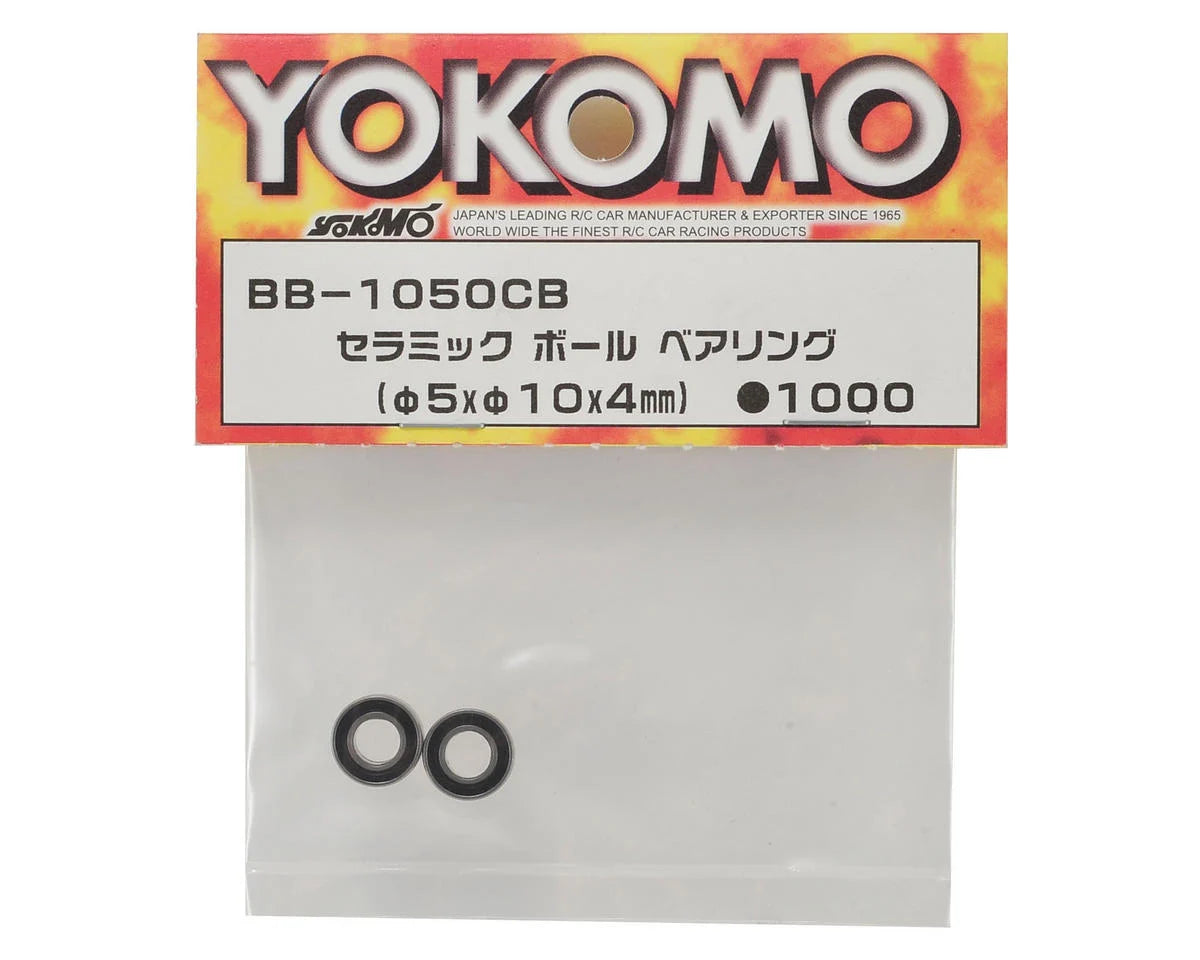 YOKOMO
YOKOMO JAPAN'S LEADING R/C CAR MANUFACTURER & EXPORTER SINCE 1965
WORLD WIDE THE FINEST R/C CAR RACING PRODUCTS
BB-1050CB
セラミック ボール ベアリング
(φ5xφ10x4mm) ●1000